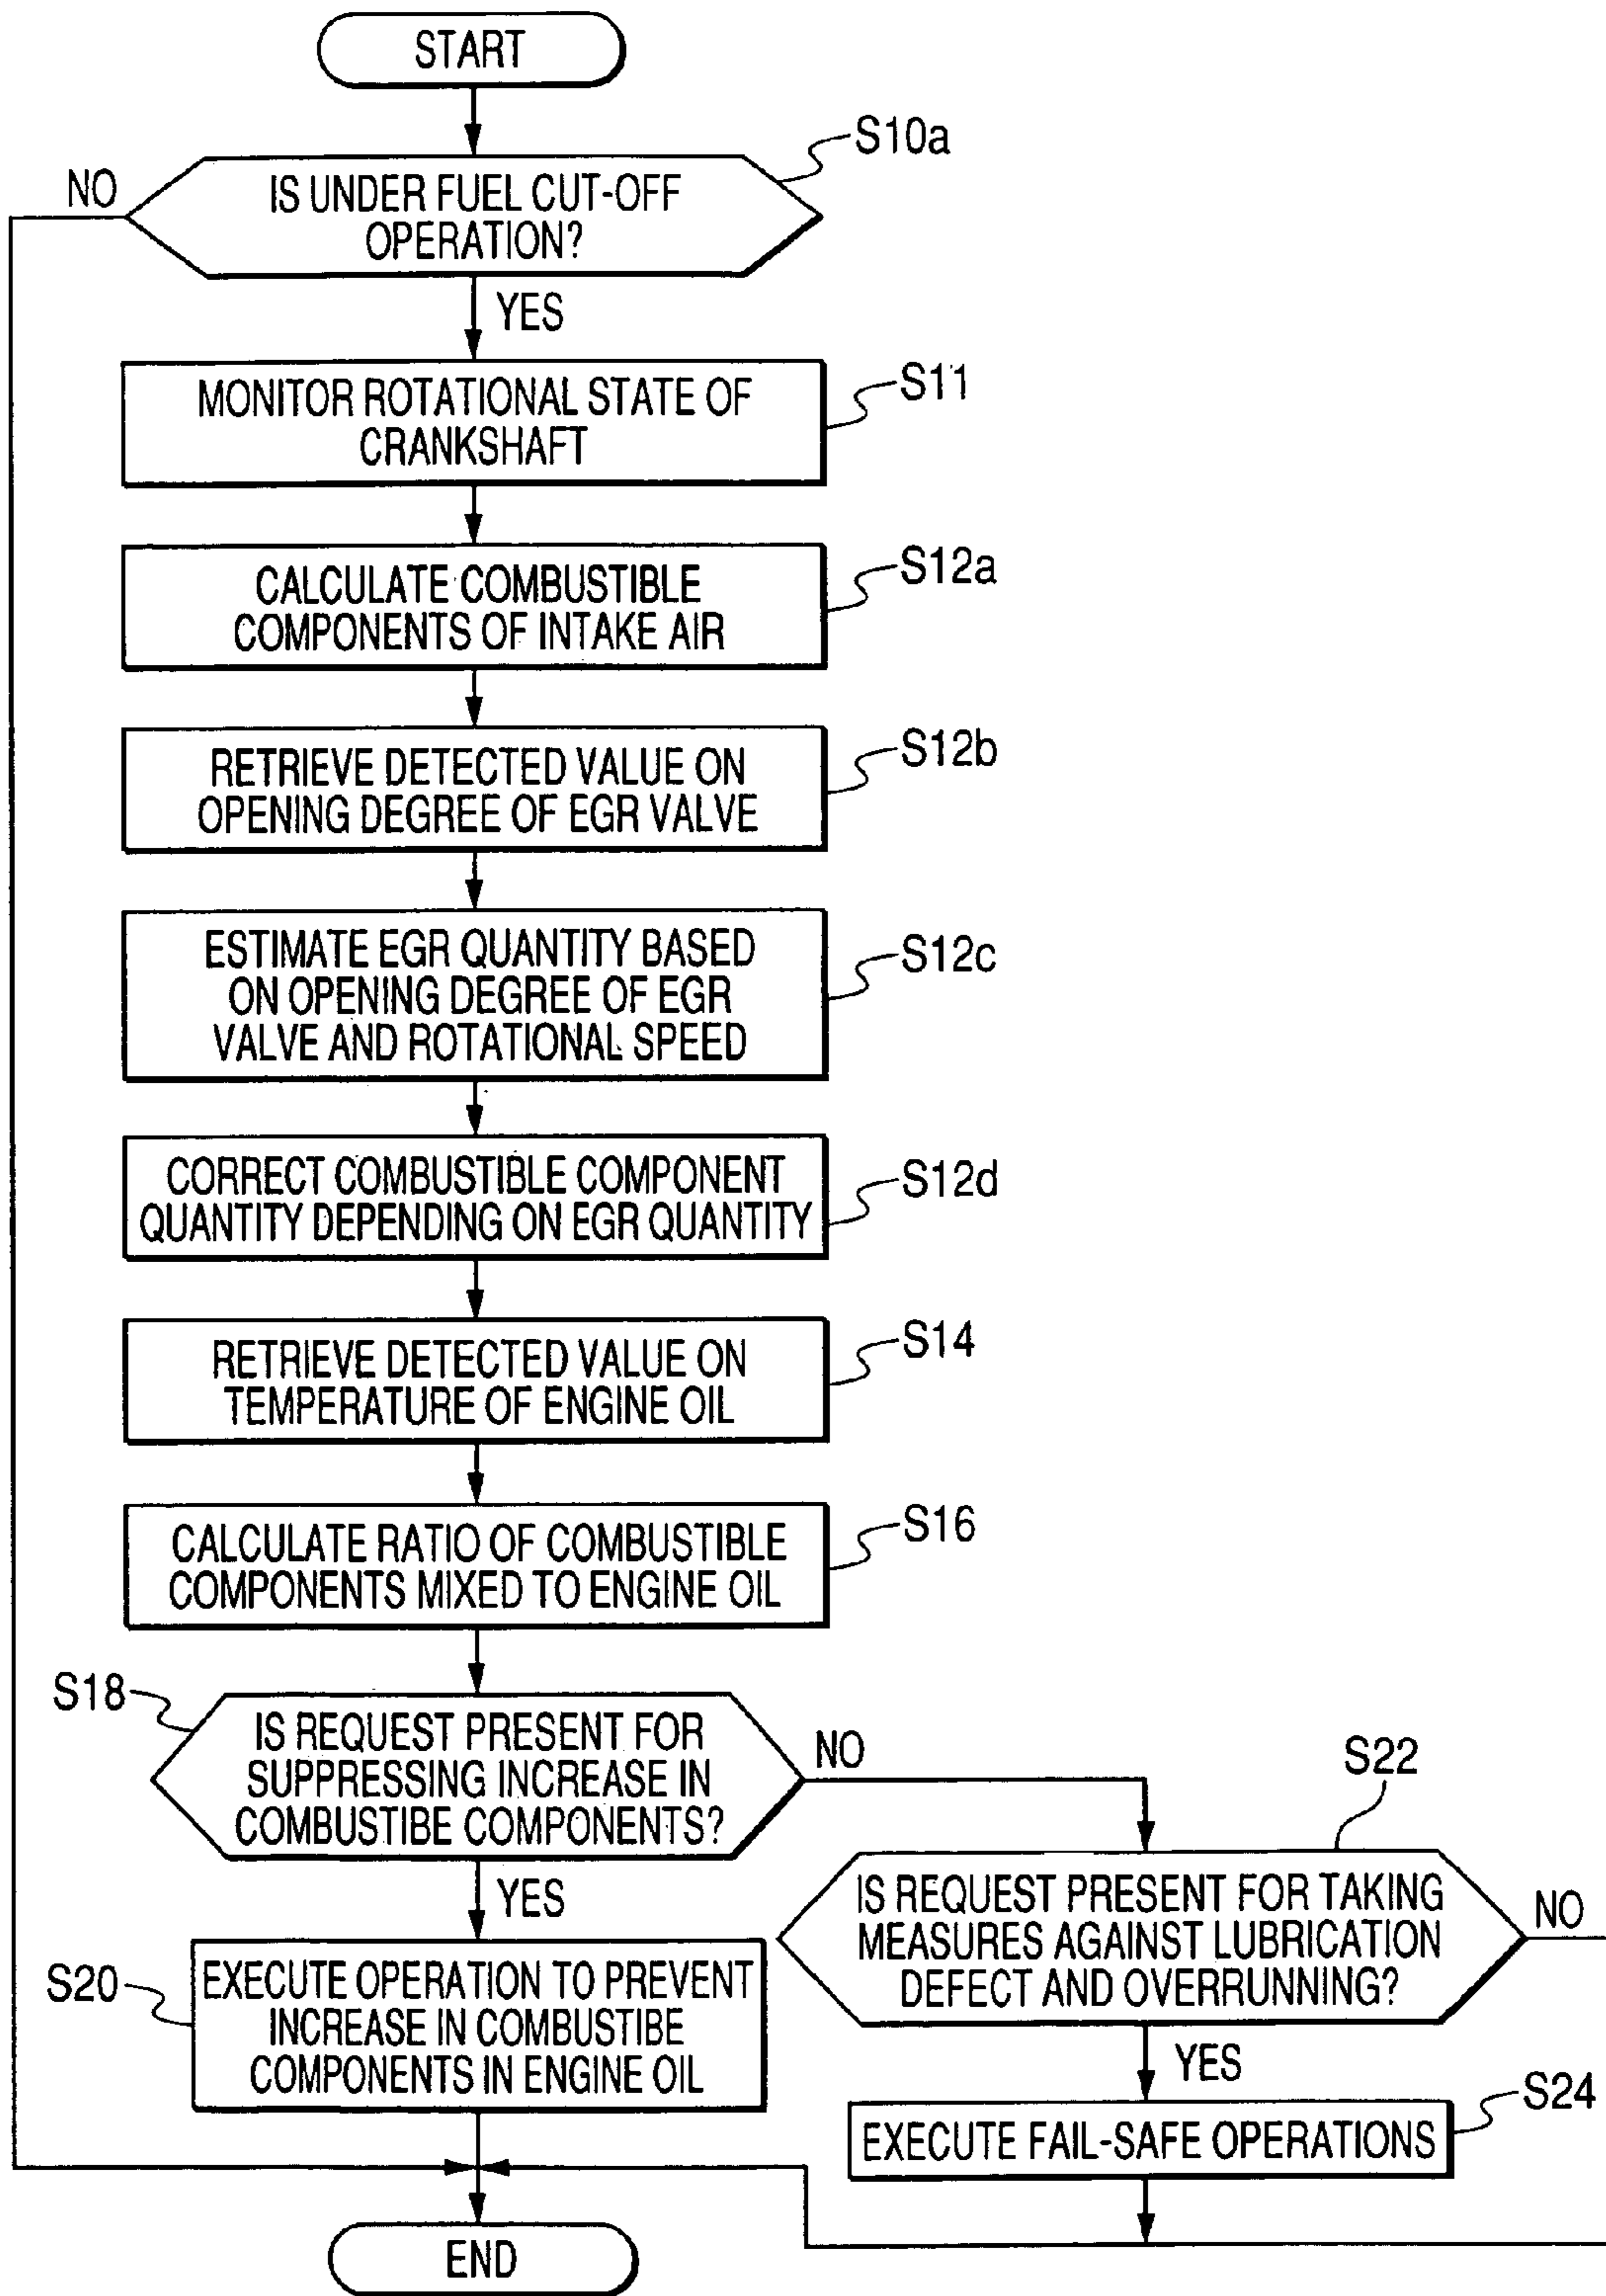 START
S10a
NO
IS UNDER FUEL CUT-OFF
OPERATION?
YES
MONITOR ROTATIONAL STATE OF
CRANKSHAFT
S11
CALCULATE COMBUSTIBLE
COMPONENTS OF INTAKE AIR
S12a
RETRIEVE DETECTED VALUE ON
OPENING DEGREE OF EGR VALVE
S12b
ESTIMATE EGR QUANTITY BASED
ON OPENING DEGREE OF EGR
VALVE AND ROTATIONAL SPEED
S12c
CORRECT COMBUSTIBLE COMPONENT
QUANTITY DEPENDING ON EGR QUANTITY
S12d
RETRIEVE DETECTED VALUE ON
TEMPERATURE OF ENGINE OIL
S14
CALCULATE RATIO OF COMBUSTIBLE
COMPONENTS MIXED TO ENGINE OIL
S16
S18
IS REQUEST PRESENT FOR
SUPPRESSING INCREASE IN
COMBUSTIBE COMPONENTS?
NO
YES
S22
IS REQUEST PRESENT FOR TAKING
MEASURES AGAINST LUBRICATION
DEFECT AND OVERRUNNING?
NO
YES
S20
EXECUTE OPERATION TO PREVENT
INCREASE IN COMBUSTIBE
COMPONENTS IN ENGINE OIL
S24
EXECUTE FAIL-SAFE OPERATIONS
END